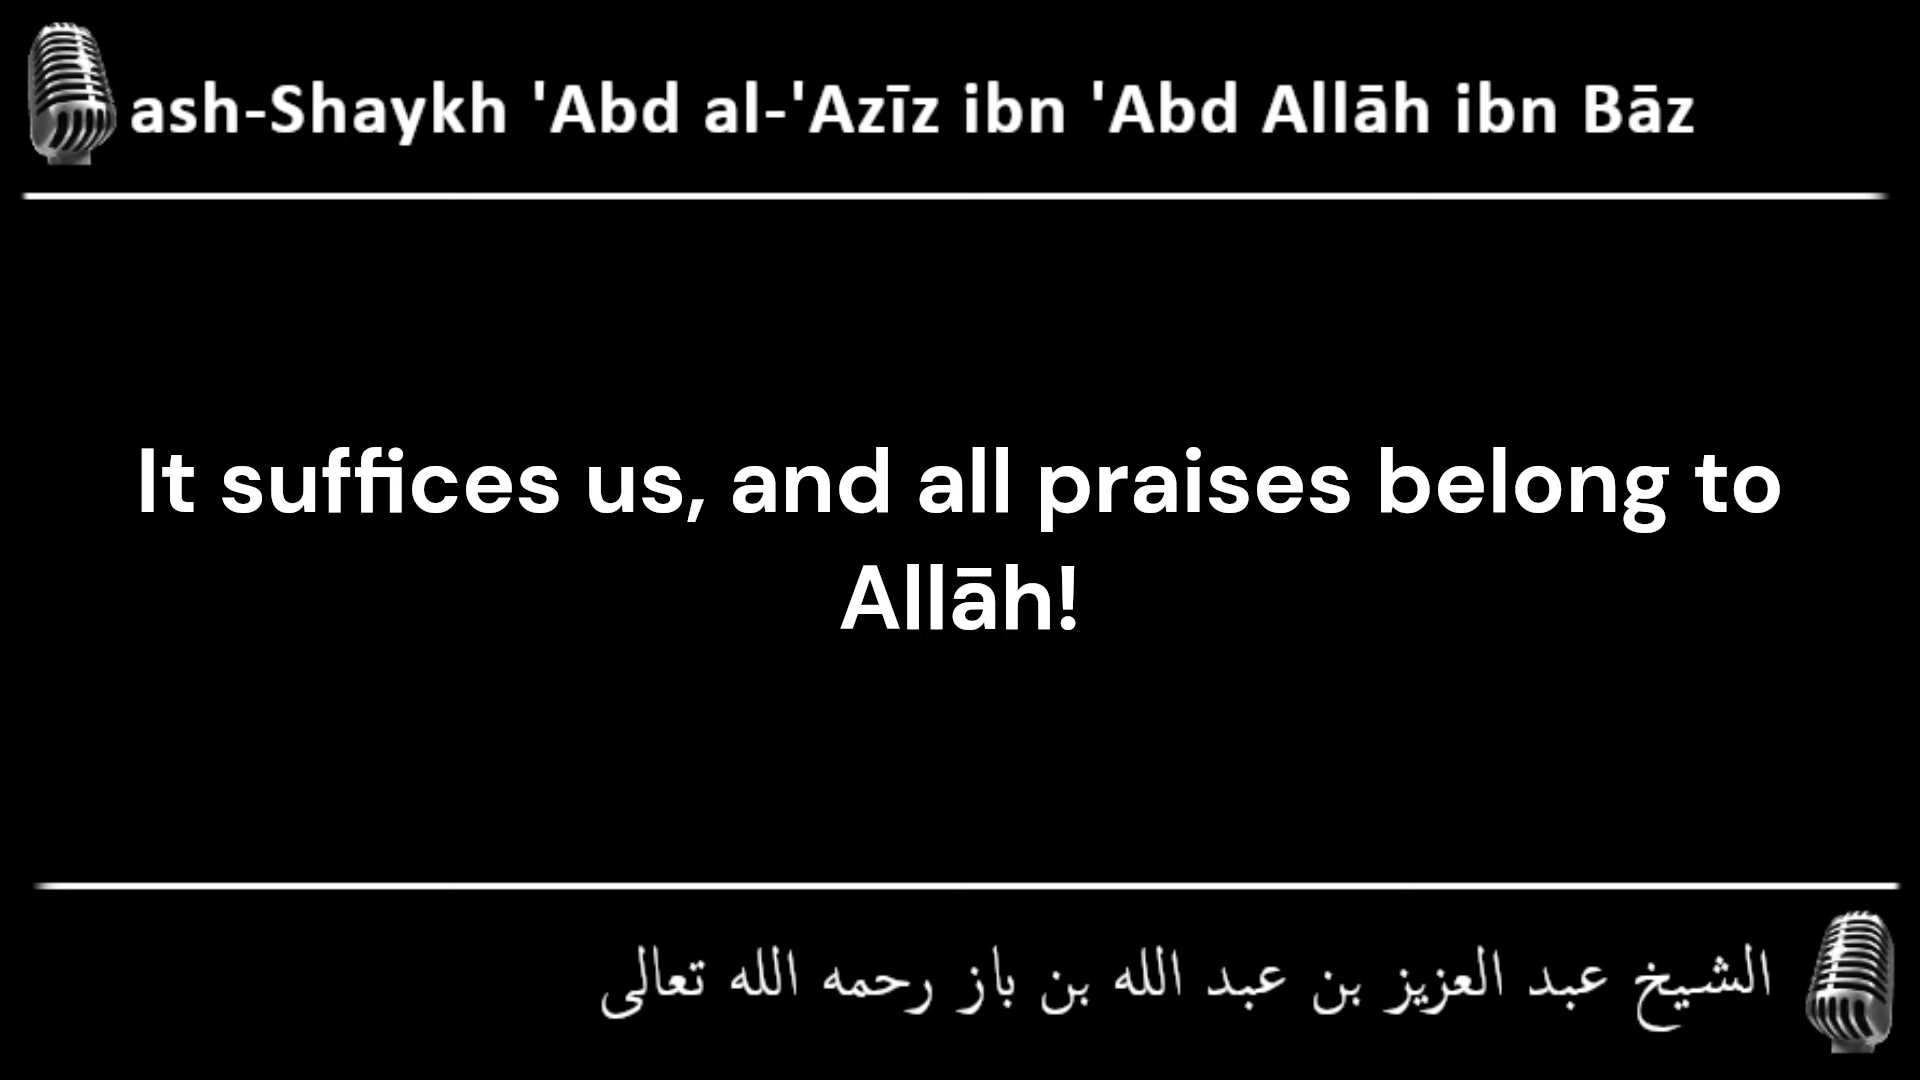 ash-Shaykh 'Abd al-'Azīz ibn 'Abd Allāh ibn Bāz
It suffices us, and all praises belong to
Allāh!
الشيخ عبد العزيز بن عبد الله بن باز رحمه الله تعالى